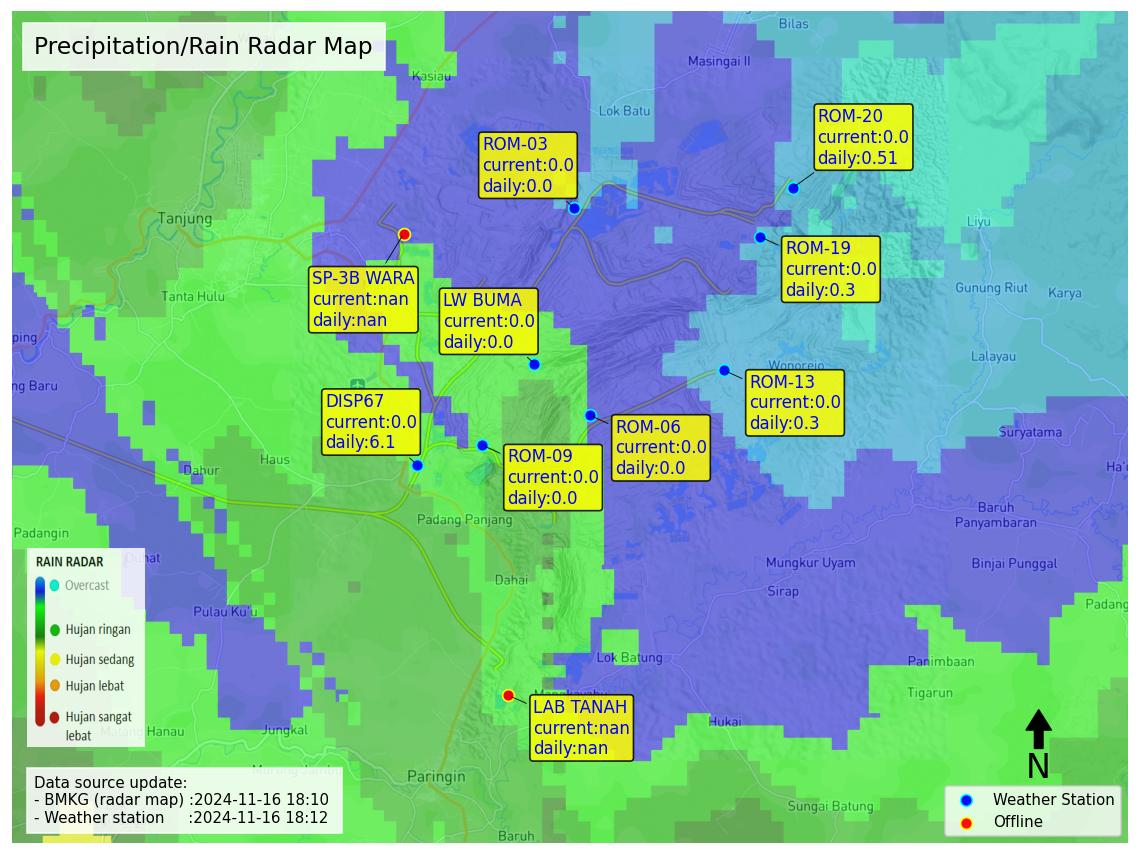 Precipitation/Rain Radar Map
Bilas
Masingai II
Kasiau
Lok Batu
ROM-20
current:0.0
daily:0.51
ROM-03
current:0.0
daily:0.0
Tanjung
Liyu
ROM-19
current:0.0
daily:0.3
SP-3B WARA
current:nan
daily:nan
Tanta Hulu
LW BUMA
current:0.0
daily:0.0
Gunung Riut
Karya
ping
Lalayau
Wonorejo
ng Baru
ROM-13
current:0.0
daily:0.3
DISP67
current:0.0
daily:6.1
ROM-06
current:0.0
daily:0.0
Suryatama
ROM-09
current:0.0
daily:0.0
Haus
Dahur
Ha'u
Baruh
Panyambaran
Padang Panjang
Padangin
Mungkur Uyam
Binjai Punggal
Dahai
Sirap
Padang
Pulau Ku'u
RAIN RADAR
Overcast
Hujan ringan
Hujan sedang
Hujan lebat
Hujan sangat
lebat
Lok Batung
Panimbaan
Tigarun
LAB TANAH
current:nan
daily:nan
Hukai
Hanau
Jungkal
Paringin
Sungai Batung
Baruh
Data source update:
- BMKG (radar map) :2024-11-16 18:10
- Weather station :2024-11-16 18:12
N
Weather Station
Offline